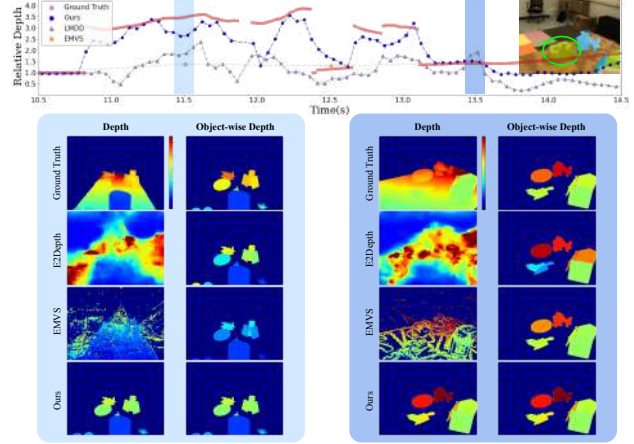 Relative Depth
4.0
3.5
3.0
2.5
2.0
1.5
1.0
0.5
Ground Truth
Ours
LMOD
EMVS
10.5 11.0 11.5 12.0 12.5 13.0 13.5 14.0 14.5
Time(s)
Depth Object-wise Depth
Ground Truth
E2Depth
EMVS
Ours
Depth Object-wise Depth
Ground Truth
E2Depth
EMVS
Ours